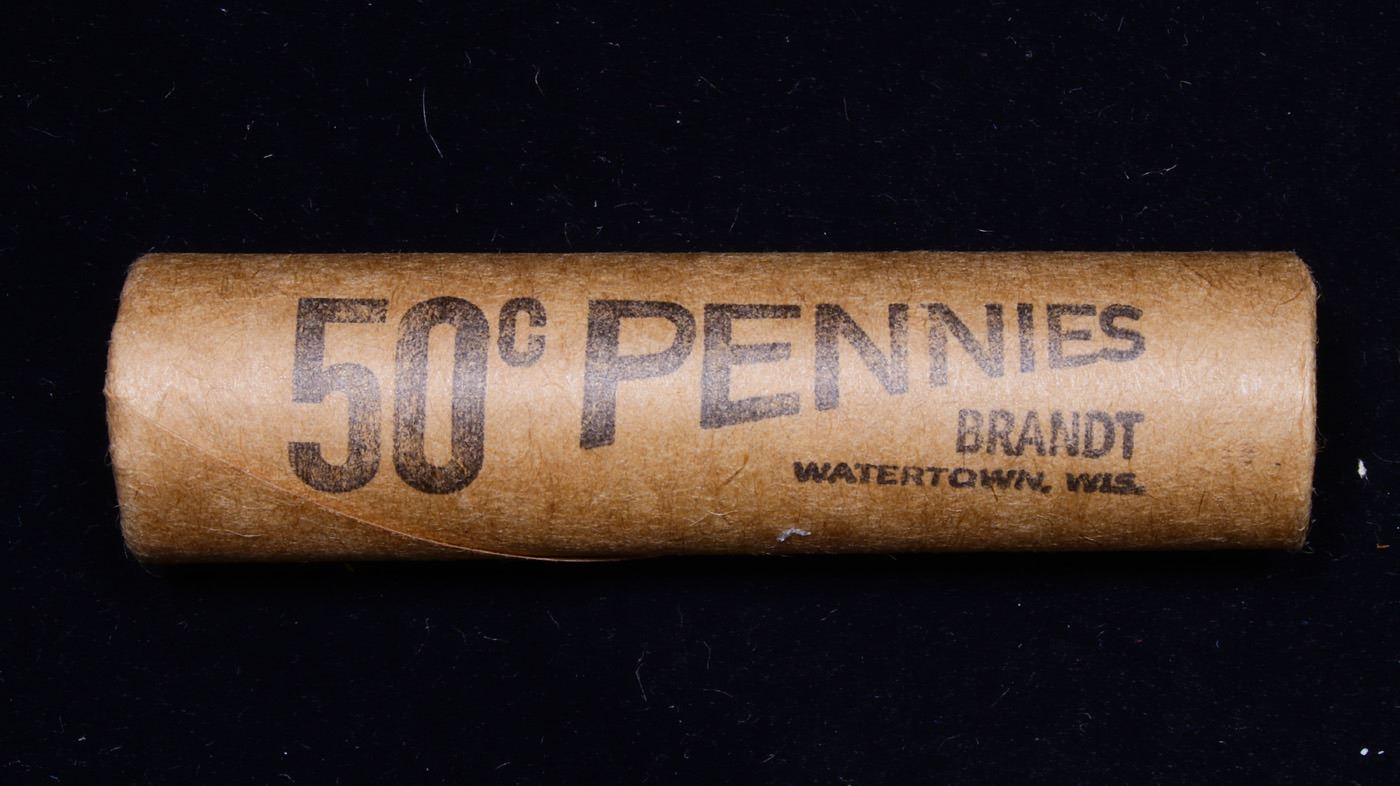 50c PENNIES
BRANDT
WATERTOWN, WIS.